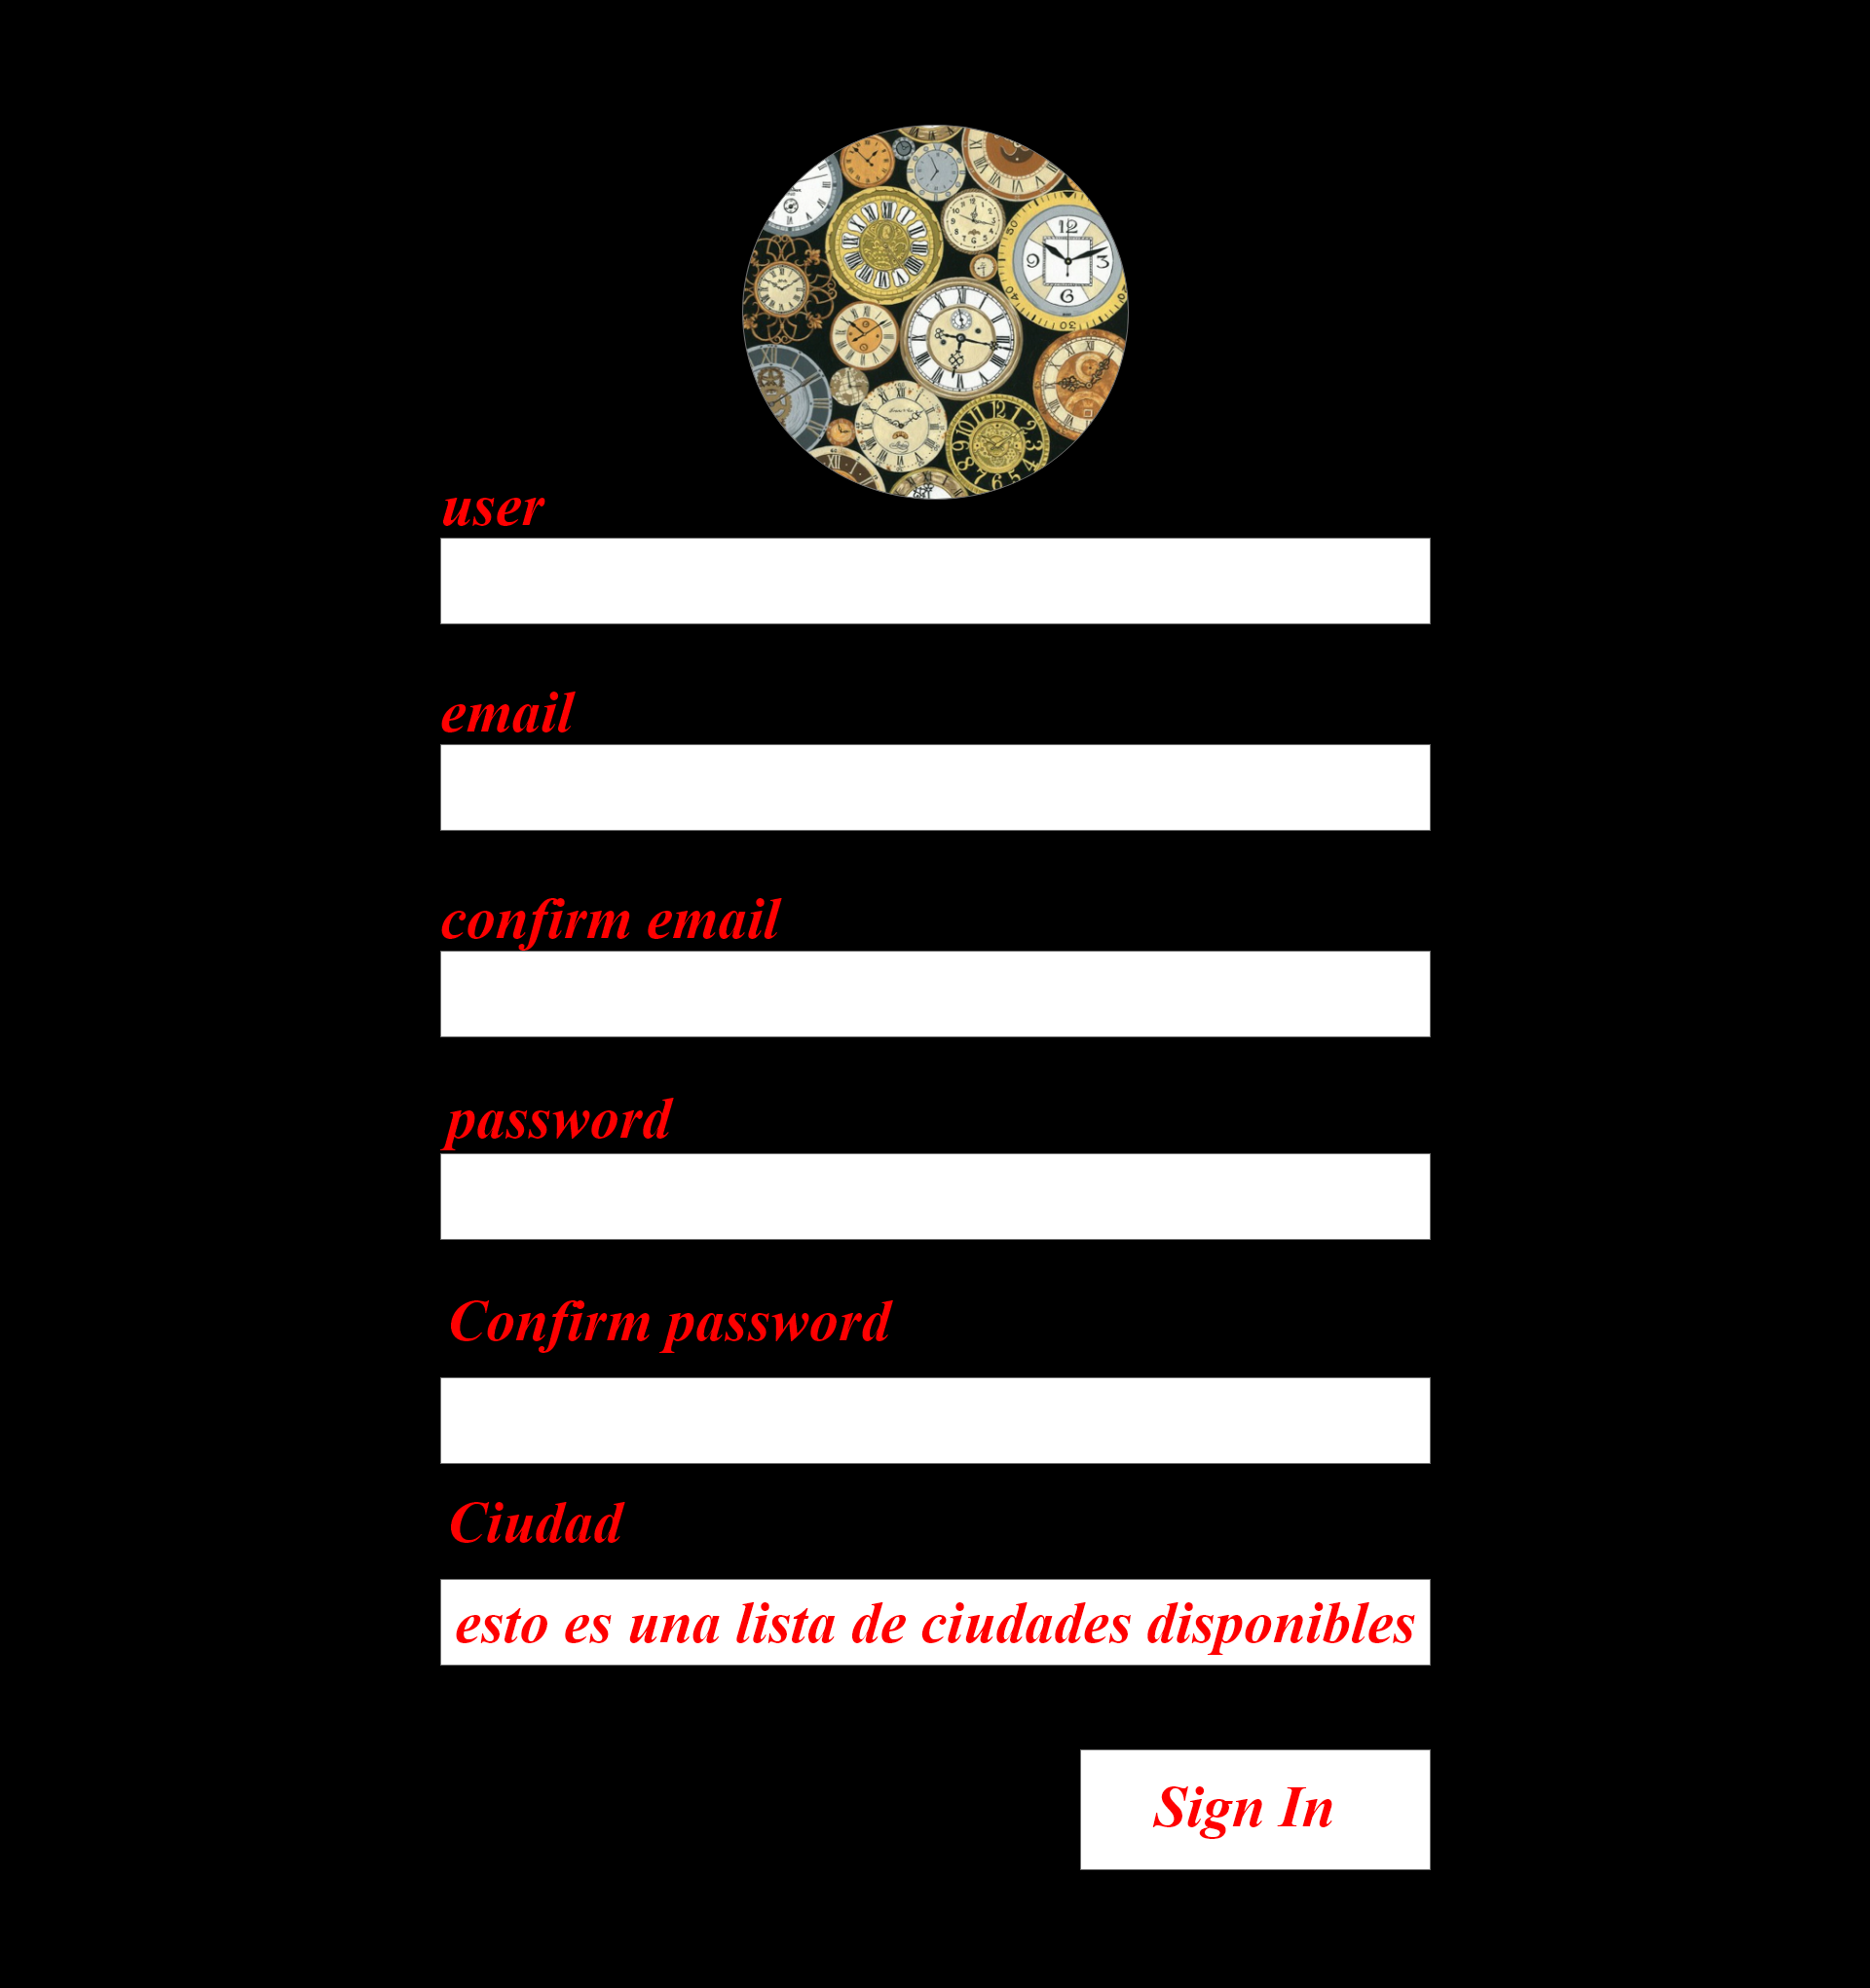 user
email
confirm email
password
Confirm password
Ciudad
esto es una lista de ciudades disponibles
Sign In